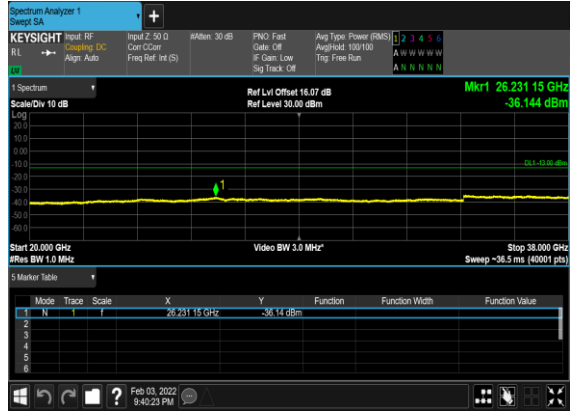 Spectrum Analyzer 1
Swept SA
KEYSIGHT Input: RF Input Z: 50 Ω #Atten: 30 dB PNO: Fast Avg Type: Power (RMS) 1 2 3 4 5 6
RL Coupling: DC Corr CCorr Gate: Off Avg|Hold: 100/100 A W W W W W
Align: Auto Freq Ref: Int (S) IF Gain: Low Trig: Free Run
Sig Track: Off A N N N N N
LV
1 Spectrum Ref Lvl Offset 16.07 dB Mkr1 26.231 15 GHz
Scale/Div 10 dB Ref Level 30.00 dBm -36.144 dBm
Log
20.0
10.0
0.00
-10.0
DL1 -13.00 dBm
-20.0
1
-30.0
-40.0
-50.0
-60.0
Start 20.000 GHz Video BW 3.0 MHz* Stop 38.000 GHz
#Res BW 1.0 MHz Sweep ~36.5 ms (40001 pts)
5 Marker Table
Mode Trace Scale X Y Function Function Width Function Value
1 N 1 f 26.231 15 GHz -36.14 dBm
2
3
4
5
6
? Feb 03, 2022
9:40:23 PM